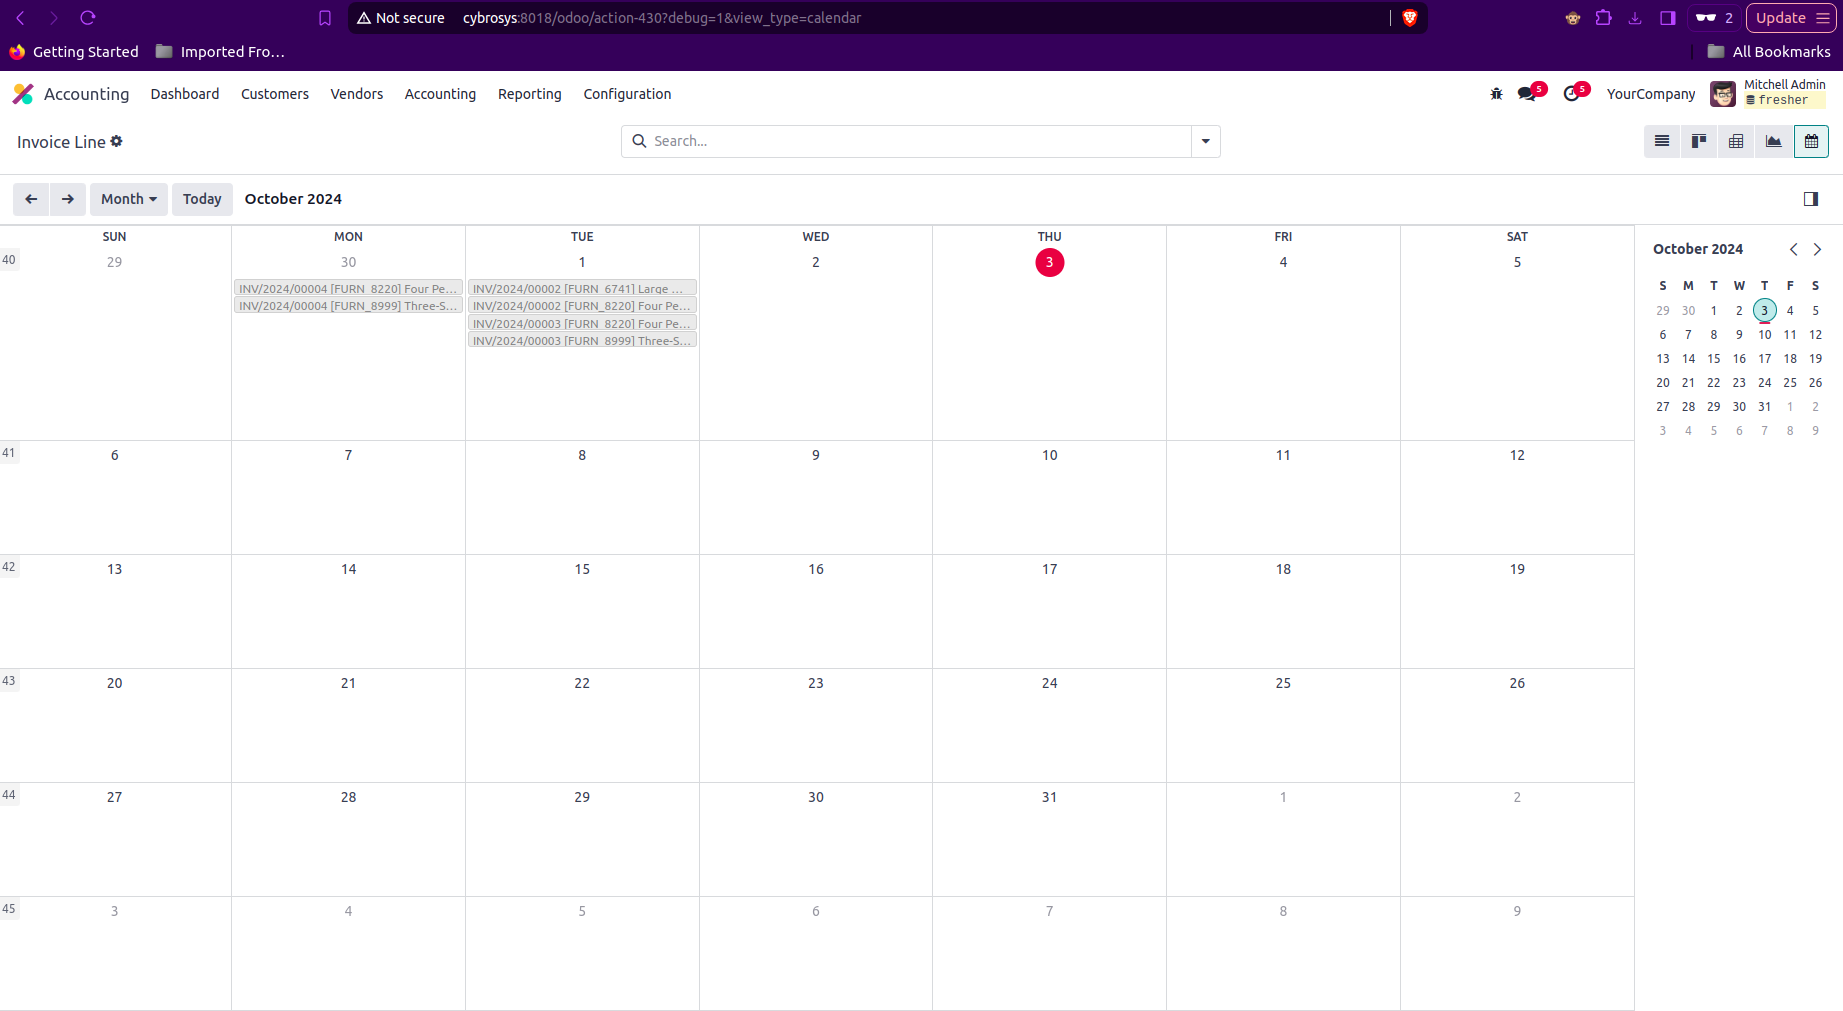 Not secure cybrosys:8018/odoo/action-430?debug=1&view_type=calendar 2 Update
Getting Started Imported Fro... All Bookmarks
Accounting Dashboard Customers Vendors Accounting Reporting Configuration 5 5 YourCompany Mitchell Admin
fresher
Invoice Line Search...
Month Today October 2024
SUN MON TUE WED THU FRI SAT
40 29 30 1 2 3 4 5
INV/2024/00004 [FURN_8220] Four Pe...
INV/2024/00004 [FURN_8999] Three-S...
INV/2024/00002 [FURN_6741] Large ...
INV/2024/00002 [FURN_8220] Four Pe...
INV/2024/00003 [FURN_8220] Four Pe...
INV/2024/00003 [FURN_8999] Three-S...
41 6 7 8 9 10 11 12
42 13 14 15 16 17 18 19
43 20 21 22 23 24 25 26
44 27 28 29 30 31 1 2
45 3 4 5 6 7 8 9
October 2024
S M T W T F S
29 30 1 2 3 4 5
6 7 8 9 10 11 12
13 14 15 16 17 18 19
20 21 22 23 24 25 26
27 28 29 30 31 1 2
3 4 5 6 7 8 9